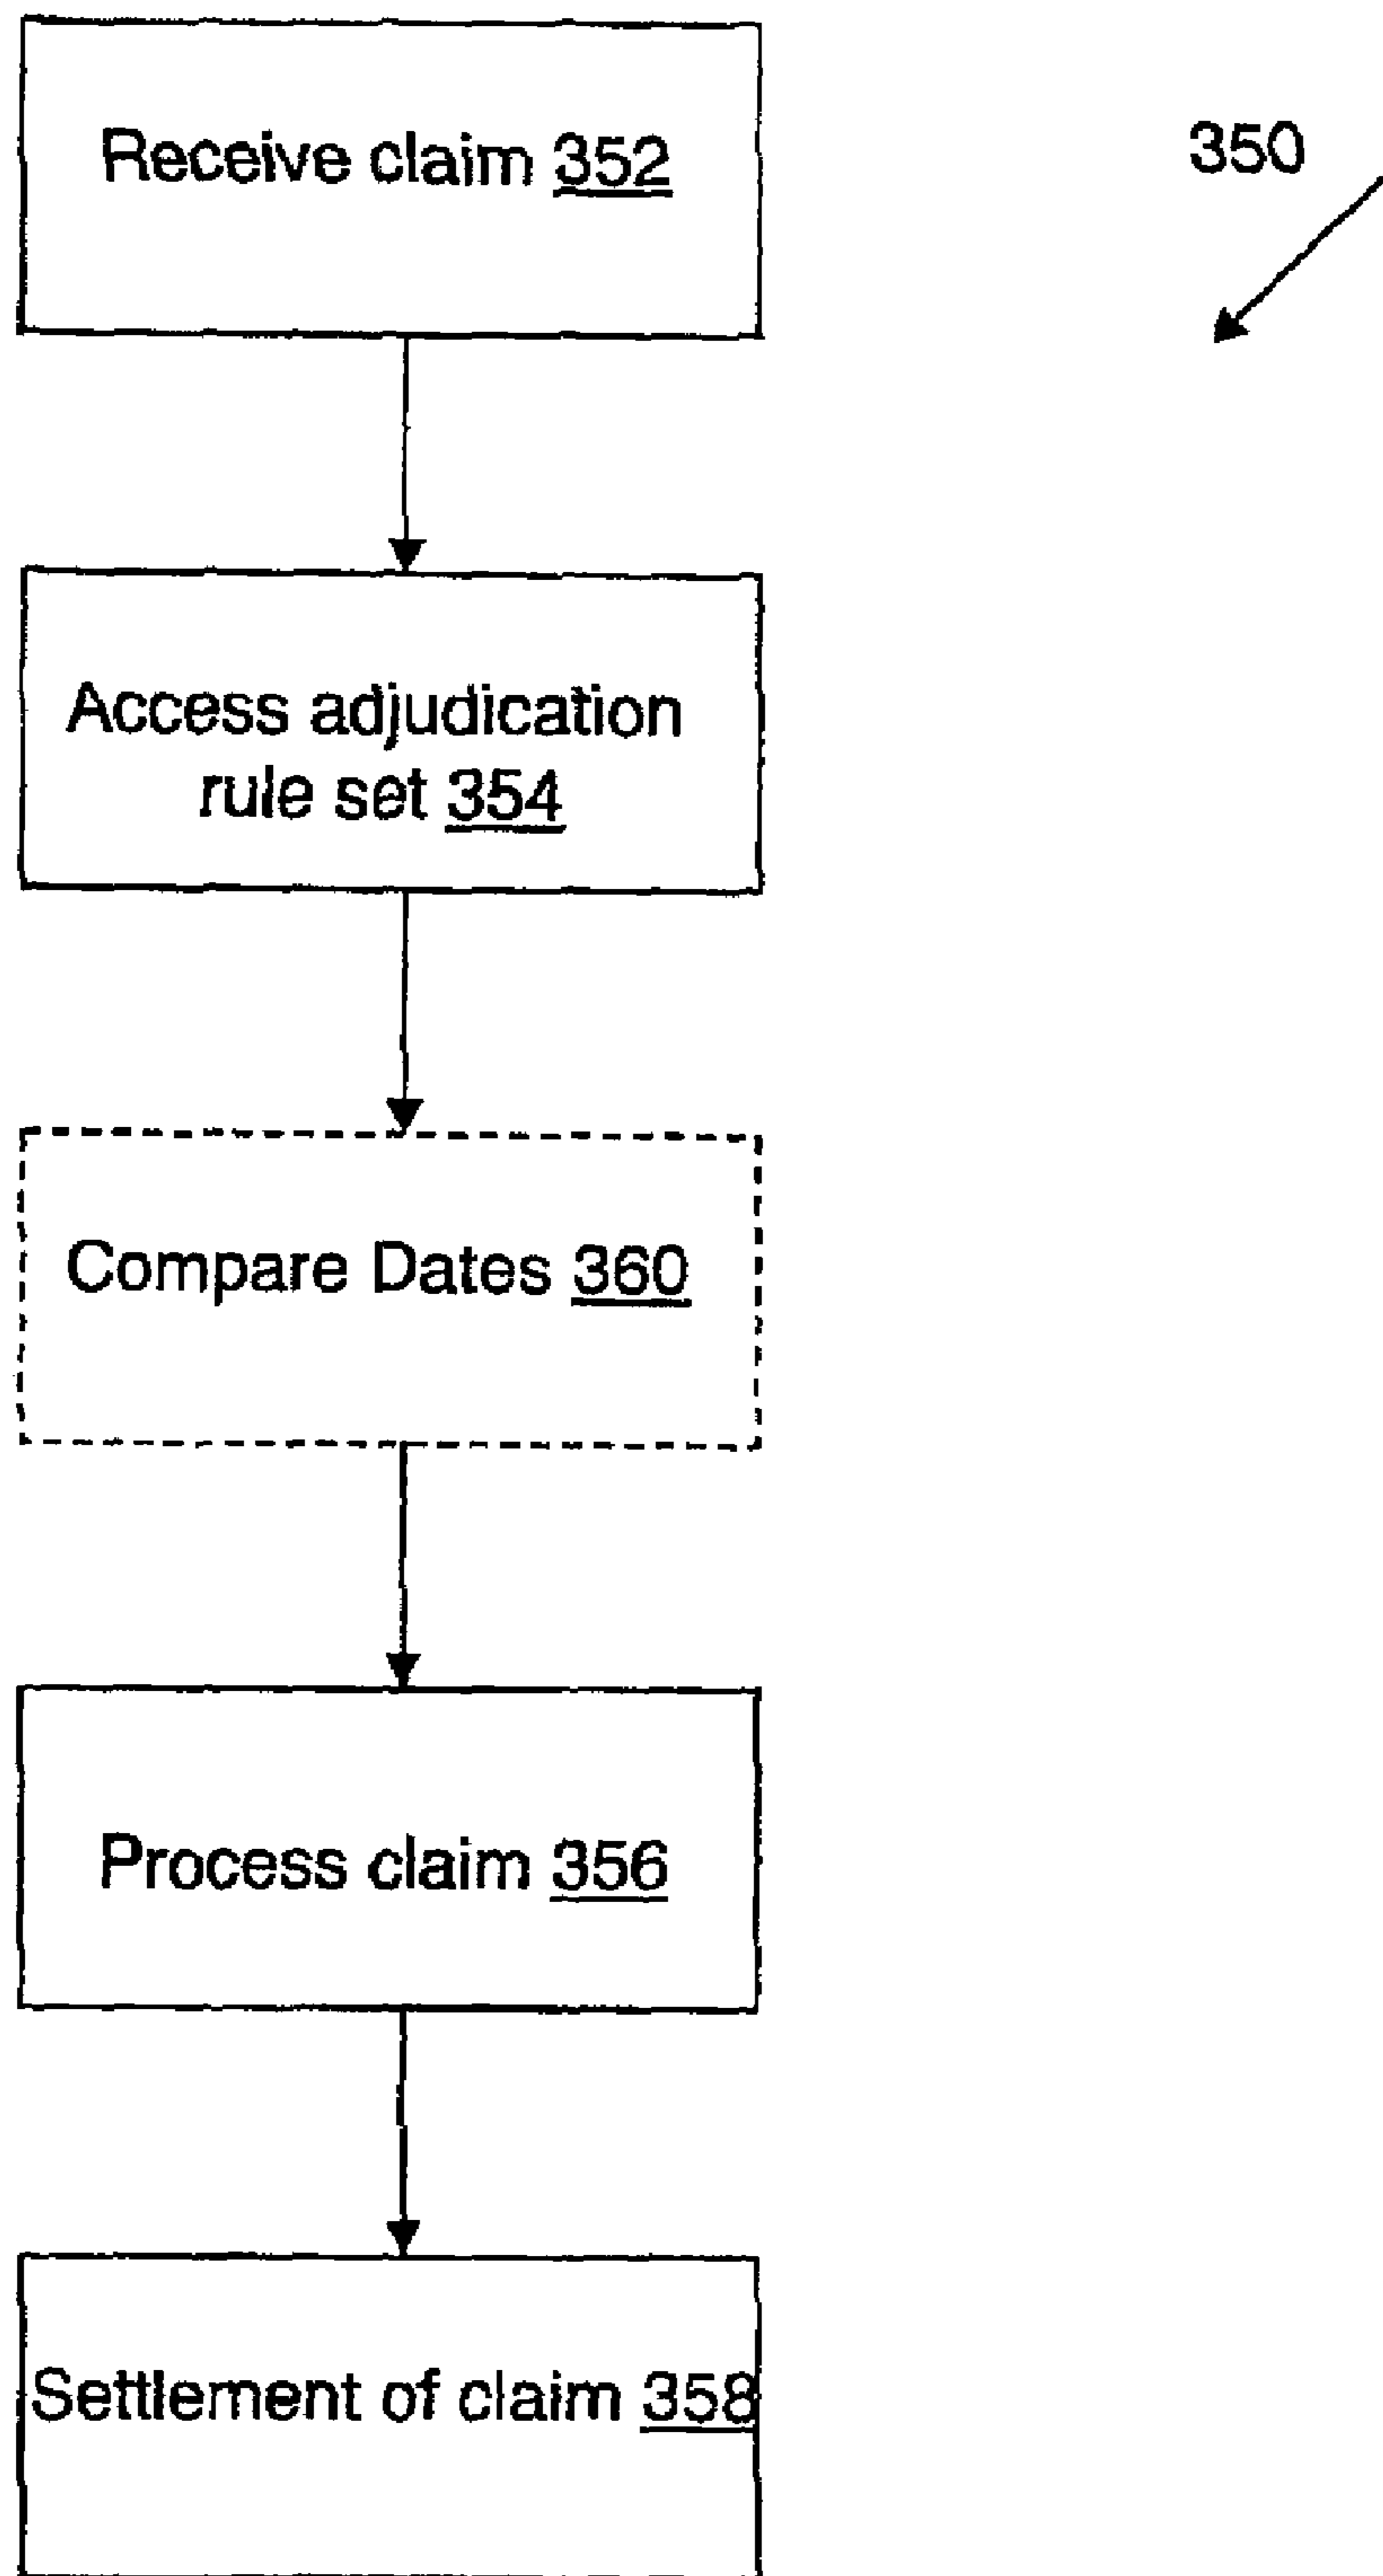 Receive claim 352
350
Access adjudication
rule set 354
Compare Dates 360
Process claim 356
Settlement of claim 358